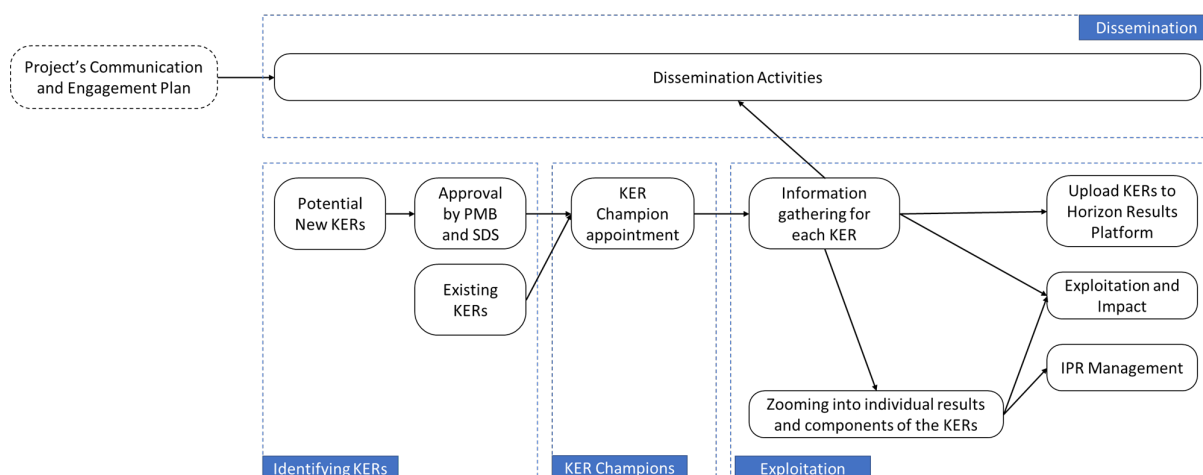 Dissemination
Project's Communication
and Engagement Plan
Dissemination Activities
Potential
New KERs
Approval
by PMB
and SDS
Existing
KERs
KER
Champion
appointment
Information
gathering for
each KER
Upload KERs to
Horizon Results
Platform
Exploitation and
Impact
IPR Management
Zooming into individual results
and components of the KERs
Identifying KERs
KER Champions
Exploitation